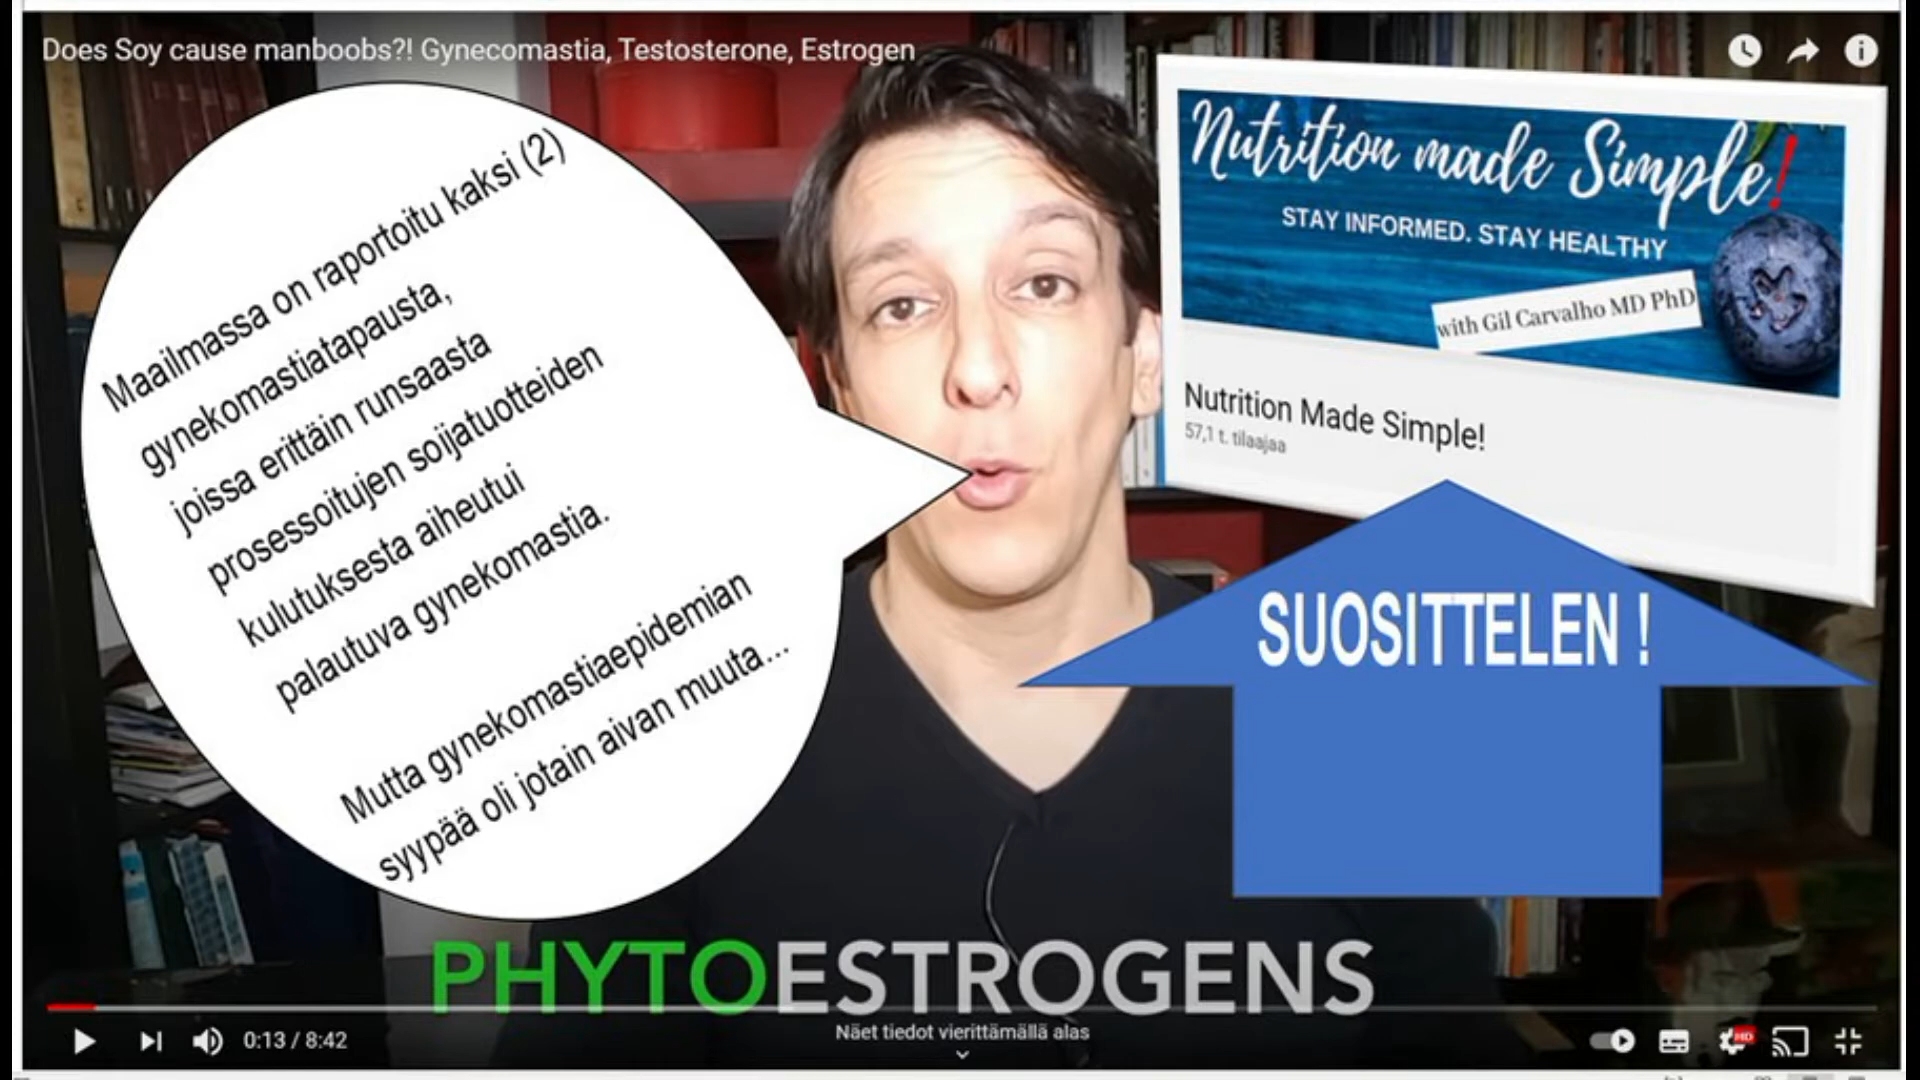 Does Soy cause manboobs?! Gynecomastia, Testosterone, Estrogen
Maailmassa on raportoitu kaksi (2)
gynekomastiatapausta,
joissa erittäin runsaasta
prosessoitujen soijatuotteiden
kulutuksesta aiheutui
palautuva gynekomastia.
Mutta gynekomastiaepidemian
syypää oli jotain aivan muuta...
Nutrition made Simple!
STAY INFORMED. STAY HEALTHY
with Gil Carvalho MD PhD
Nutrition Made Simple!
57,1 t. tilaajaa
SUOSITTELEN !
PHYTOESTROGENS
0:13 / 8:42
Näet tiedot vierittämällä alas
HD